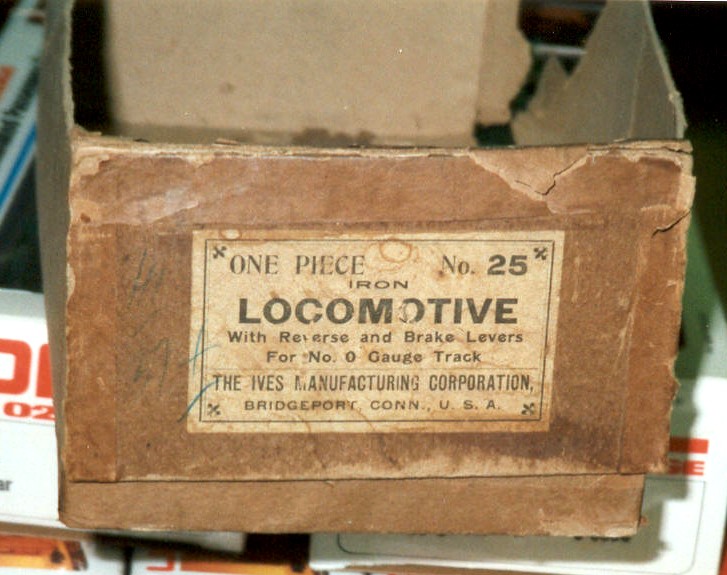 ONE PIECE No. 25
IRON
LOCOMOTIVE
With Reverse and Brake Levers
For No. 0 Gauge Track
THE IVES MANUFACTURING CORPORATION,
BRIDGEPORT, CONN., U. S. A.
02